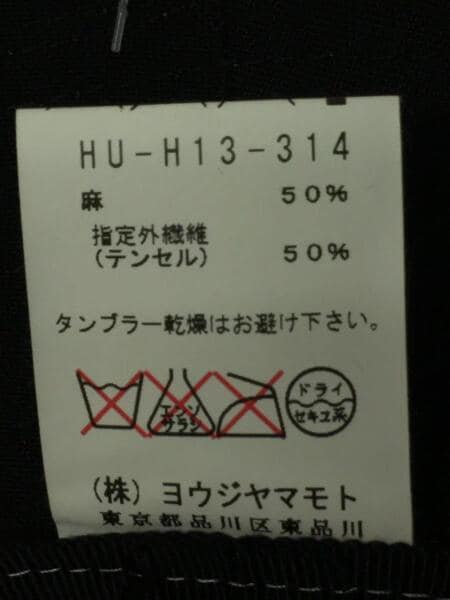 HU-H13-314
麻 50%
指定外繊維
(テンセル) 50%
タンブラー乾燥はお避け下さい。
エンソ
サラシ
ドライ
セキユ系
(株) ヨウジヤマモト
東京都品川区東品川